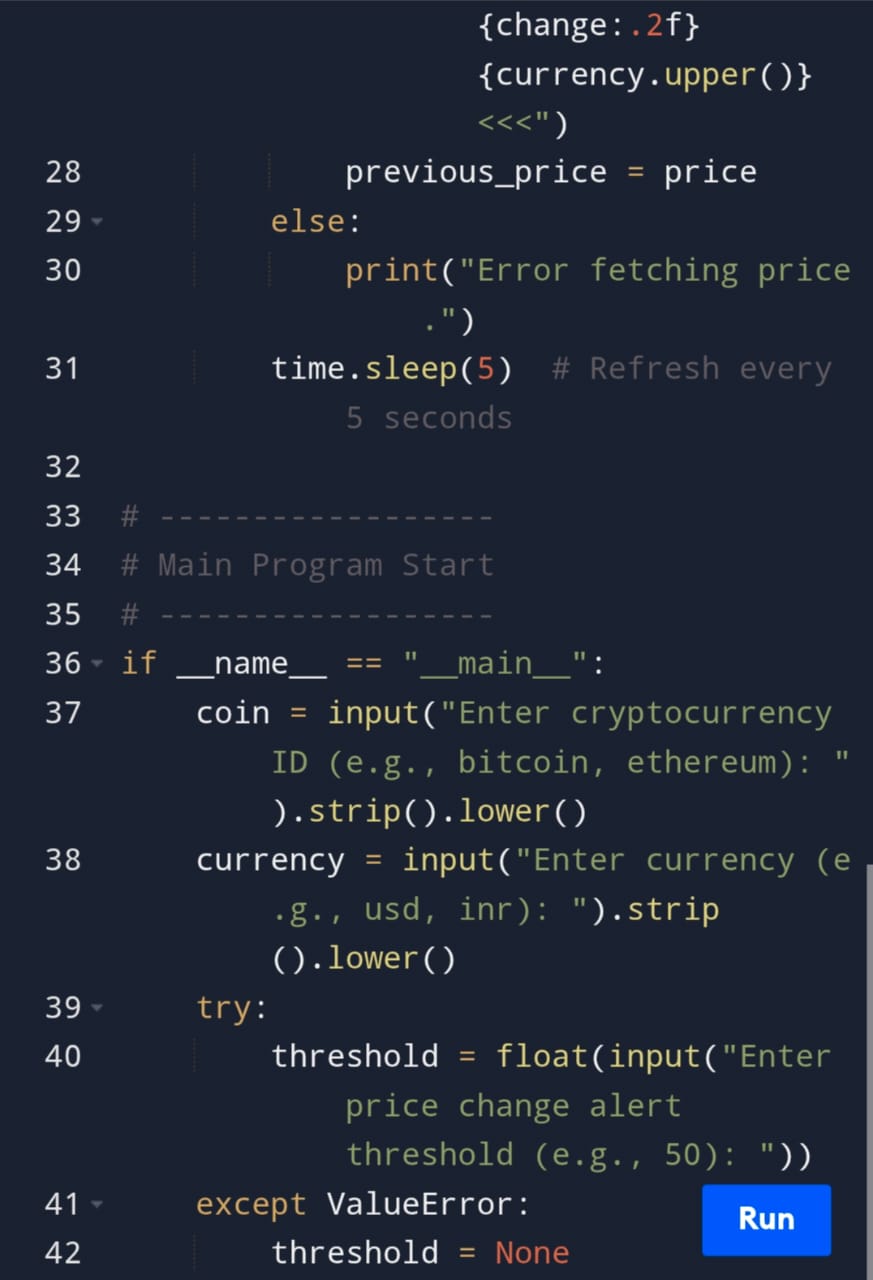 {change:.2f}
{currency.upper()}
<<<")
28 previous_price = price
29 else:
30 print("Error fetching price
.")
31 time.sleep(5)  # Refresh every
5 seconds
32
33 # ------------------
34 # Main Program Start
35 # ------------------
36 if __name__ == "__main__":
37 coin = input("Enter cryptocurrency
ID (e.g., bitcoin, ethereum): "
).strip().lower()
38 currency = input("Enter currency (e
.g., usd, inr): ").strip
().lower()
39 try:
40 threshold = float(input("Enter
price change alert
threshold (e.g., 50): "))
41 except ValueError:
Run
42 threshold = None